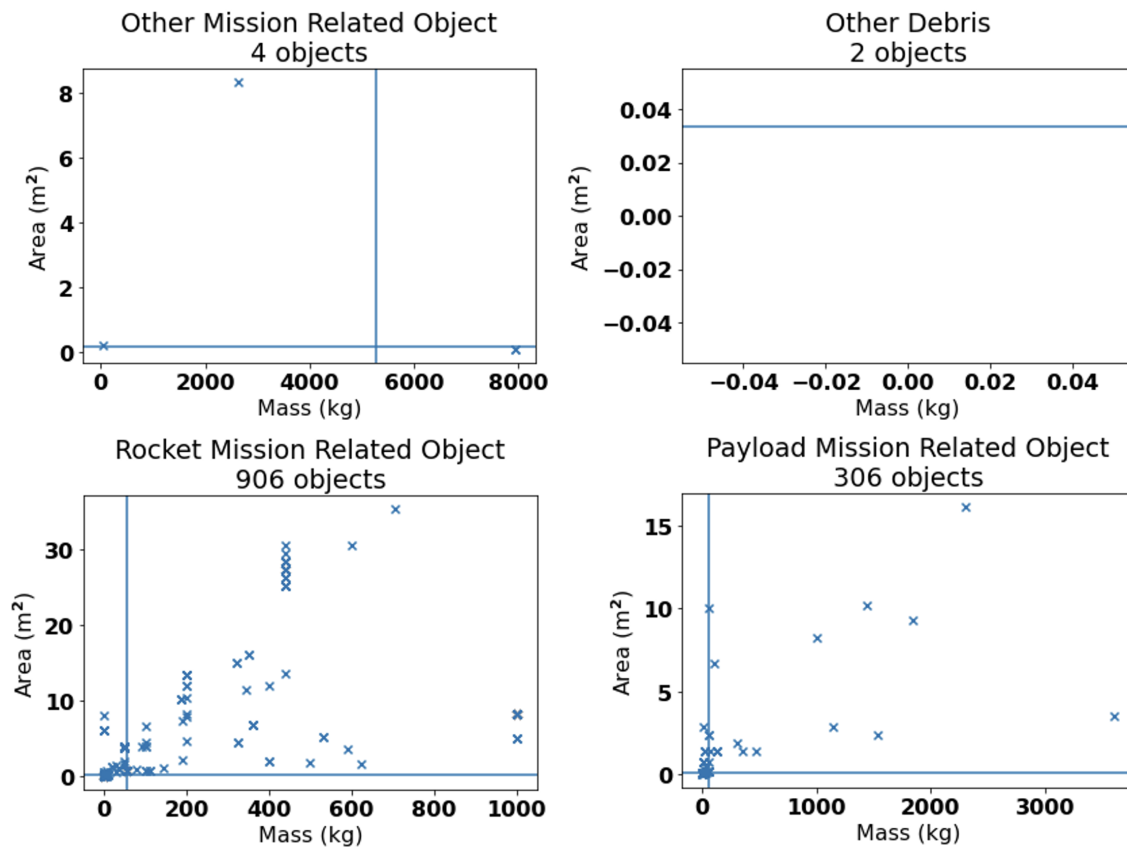 Other Mission Related Object
4 objects
Area (m²)
8
6
4
2
0
0 2000 4000 6000 8000
Mass (kg)
Other Debris
2 objects
Area (m²)
0.04
0.02
0.00
−0.02
−0.04
−0.04 −0.02 0.00 0.02 0.04
Mass (kg)
Rocket Mission Related Object
906 objects
Area (m²)
30
20
10
0
0 200 400 600 800 1000
Mass (kg)
Payload Mission Related Object
306 objects
Area (m²)
15
10
5
0
0 1000 2000 3000
Mass (kg)